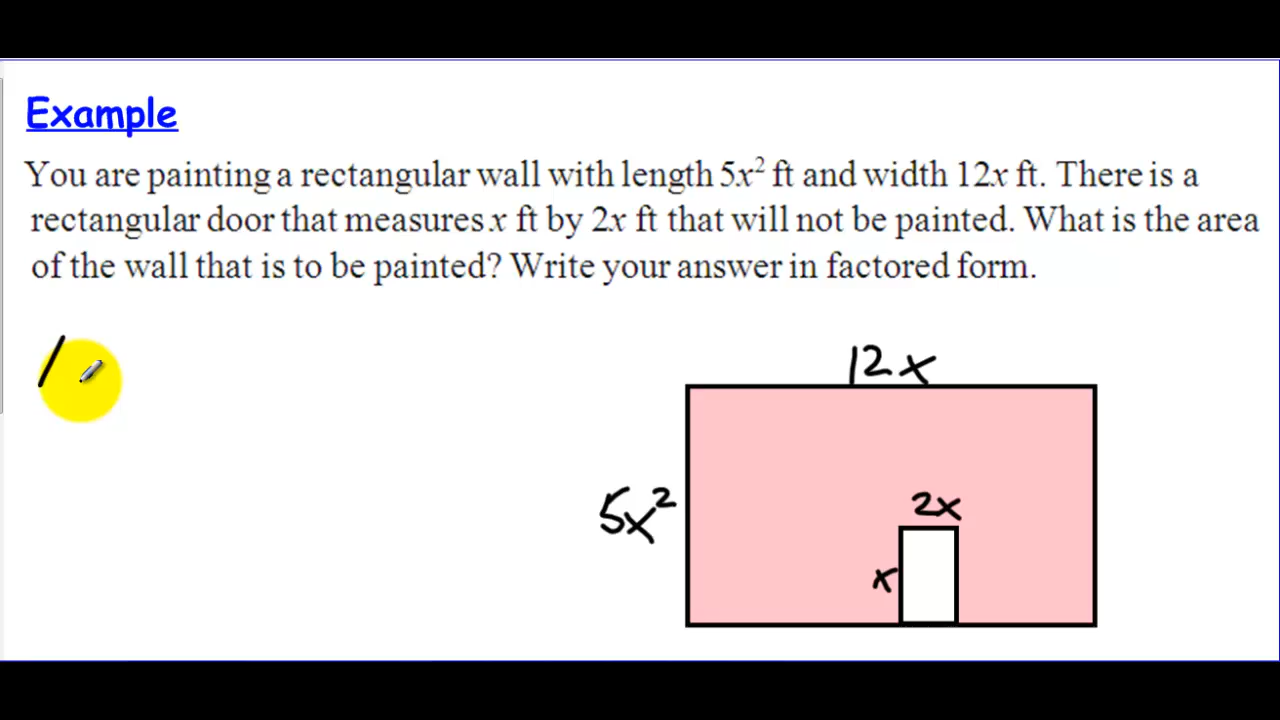 Example
You are painting a rectangular wall with length 5x² ft and width 12x ft. There is a
rectangular door that measures x ft by 2x ft that will not be painted. What is the area
of the wall that is to be painted? Write your answer in factored form.
12x
5x²
2x
x